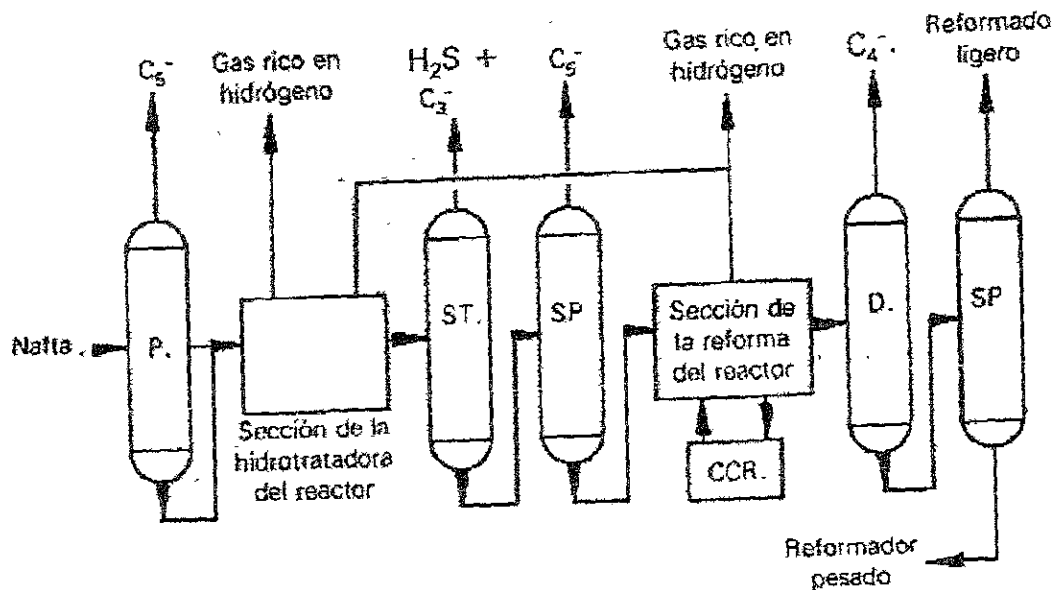 C₅⁻
Gas rico en
hidrógeno
H₂S +
C₃⁻
C₅⁻
Gas rico en
hidrógeno
C₄⁻.
Reformado
ligero
Nafta
P.
Sección de la
hidrotratadora
del reactor
ST.
SP
Sección de
la reforma
del reactor
CCR.
D.
SP
Reformador
pesado